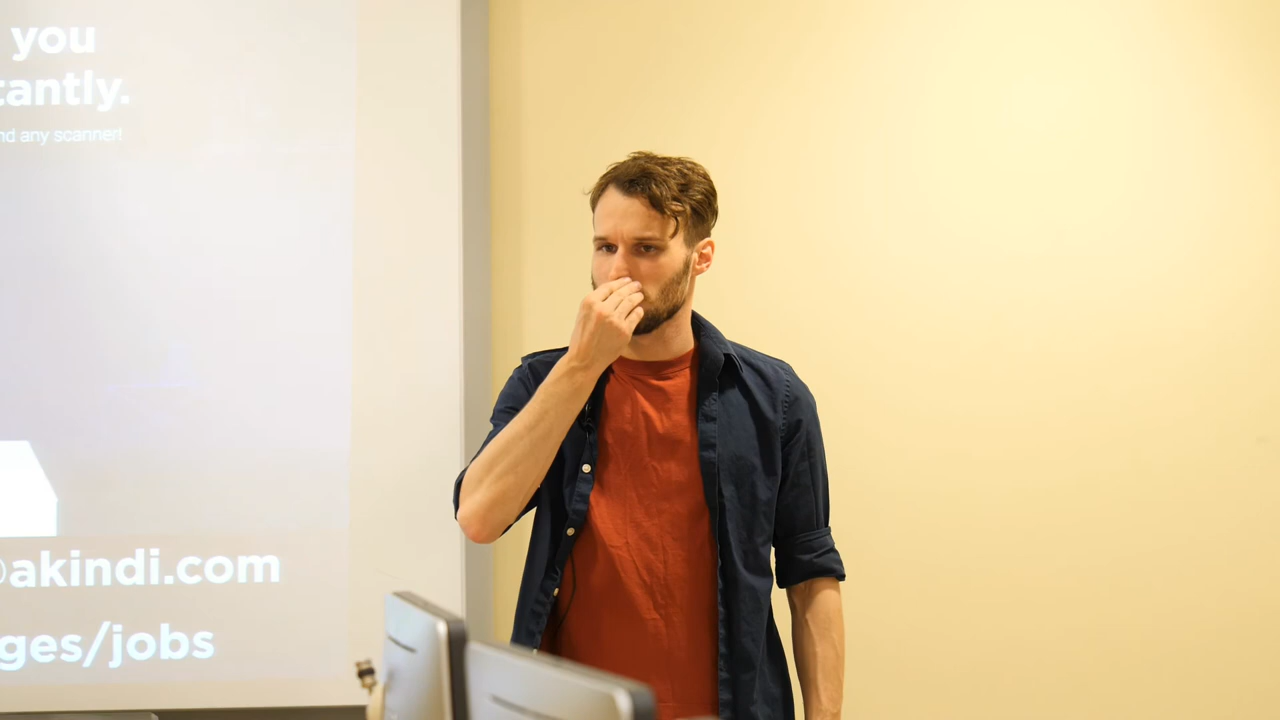 you
tantly.
nd any scanner!
@akindi.com
ges/jobs